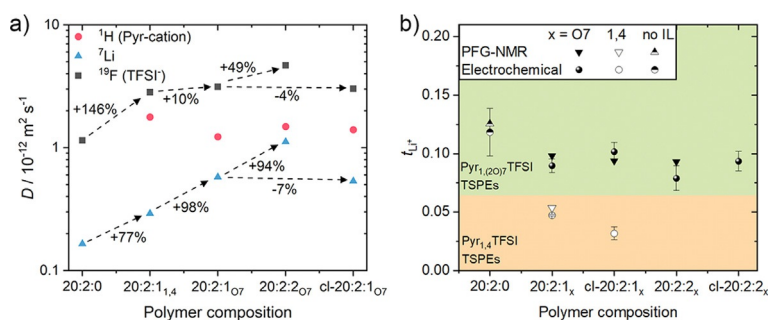 a)
10
1
0.1
D / 10⁻¹² m² s⁻¹
¹H (Pyr-cation)
⁷Li
¹⁹F (TFSI⁻)
+146%
+10%
+49%
-4%
+77%
+98%
+94%
-7%
20:2:0 20:2:1₁,₄ 20:2:1O7 20:2:2O7 cl-20:2:1O7
Polymer composition
b)
x = O7 1,4 no IL
PFG-NMR
Electrochemical
0.20
0.15
0.10
0.05
0.00
tLi⁺
Pyr₁,(2O)7TFSI
TSPEs
Pyr₁,₄TFSI
TSPEs
20:2:0 20:2:1ₓ cl-20:2:1ₓ 20:2:2ₓ cl-20:2:2ₓ
Polymer composition